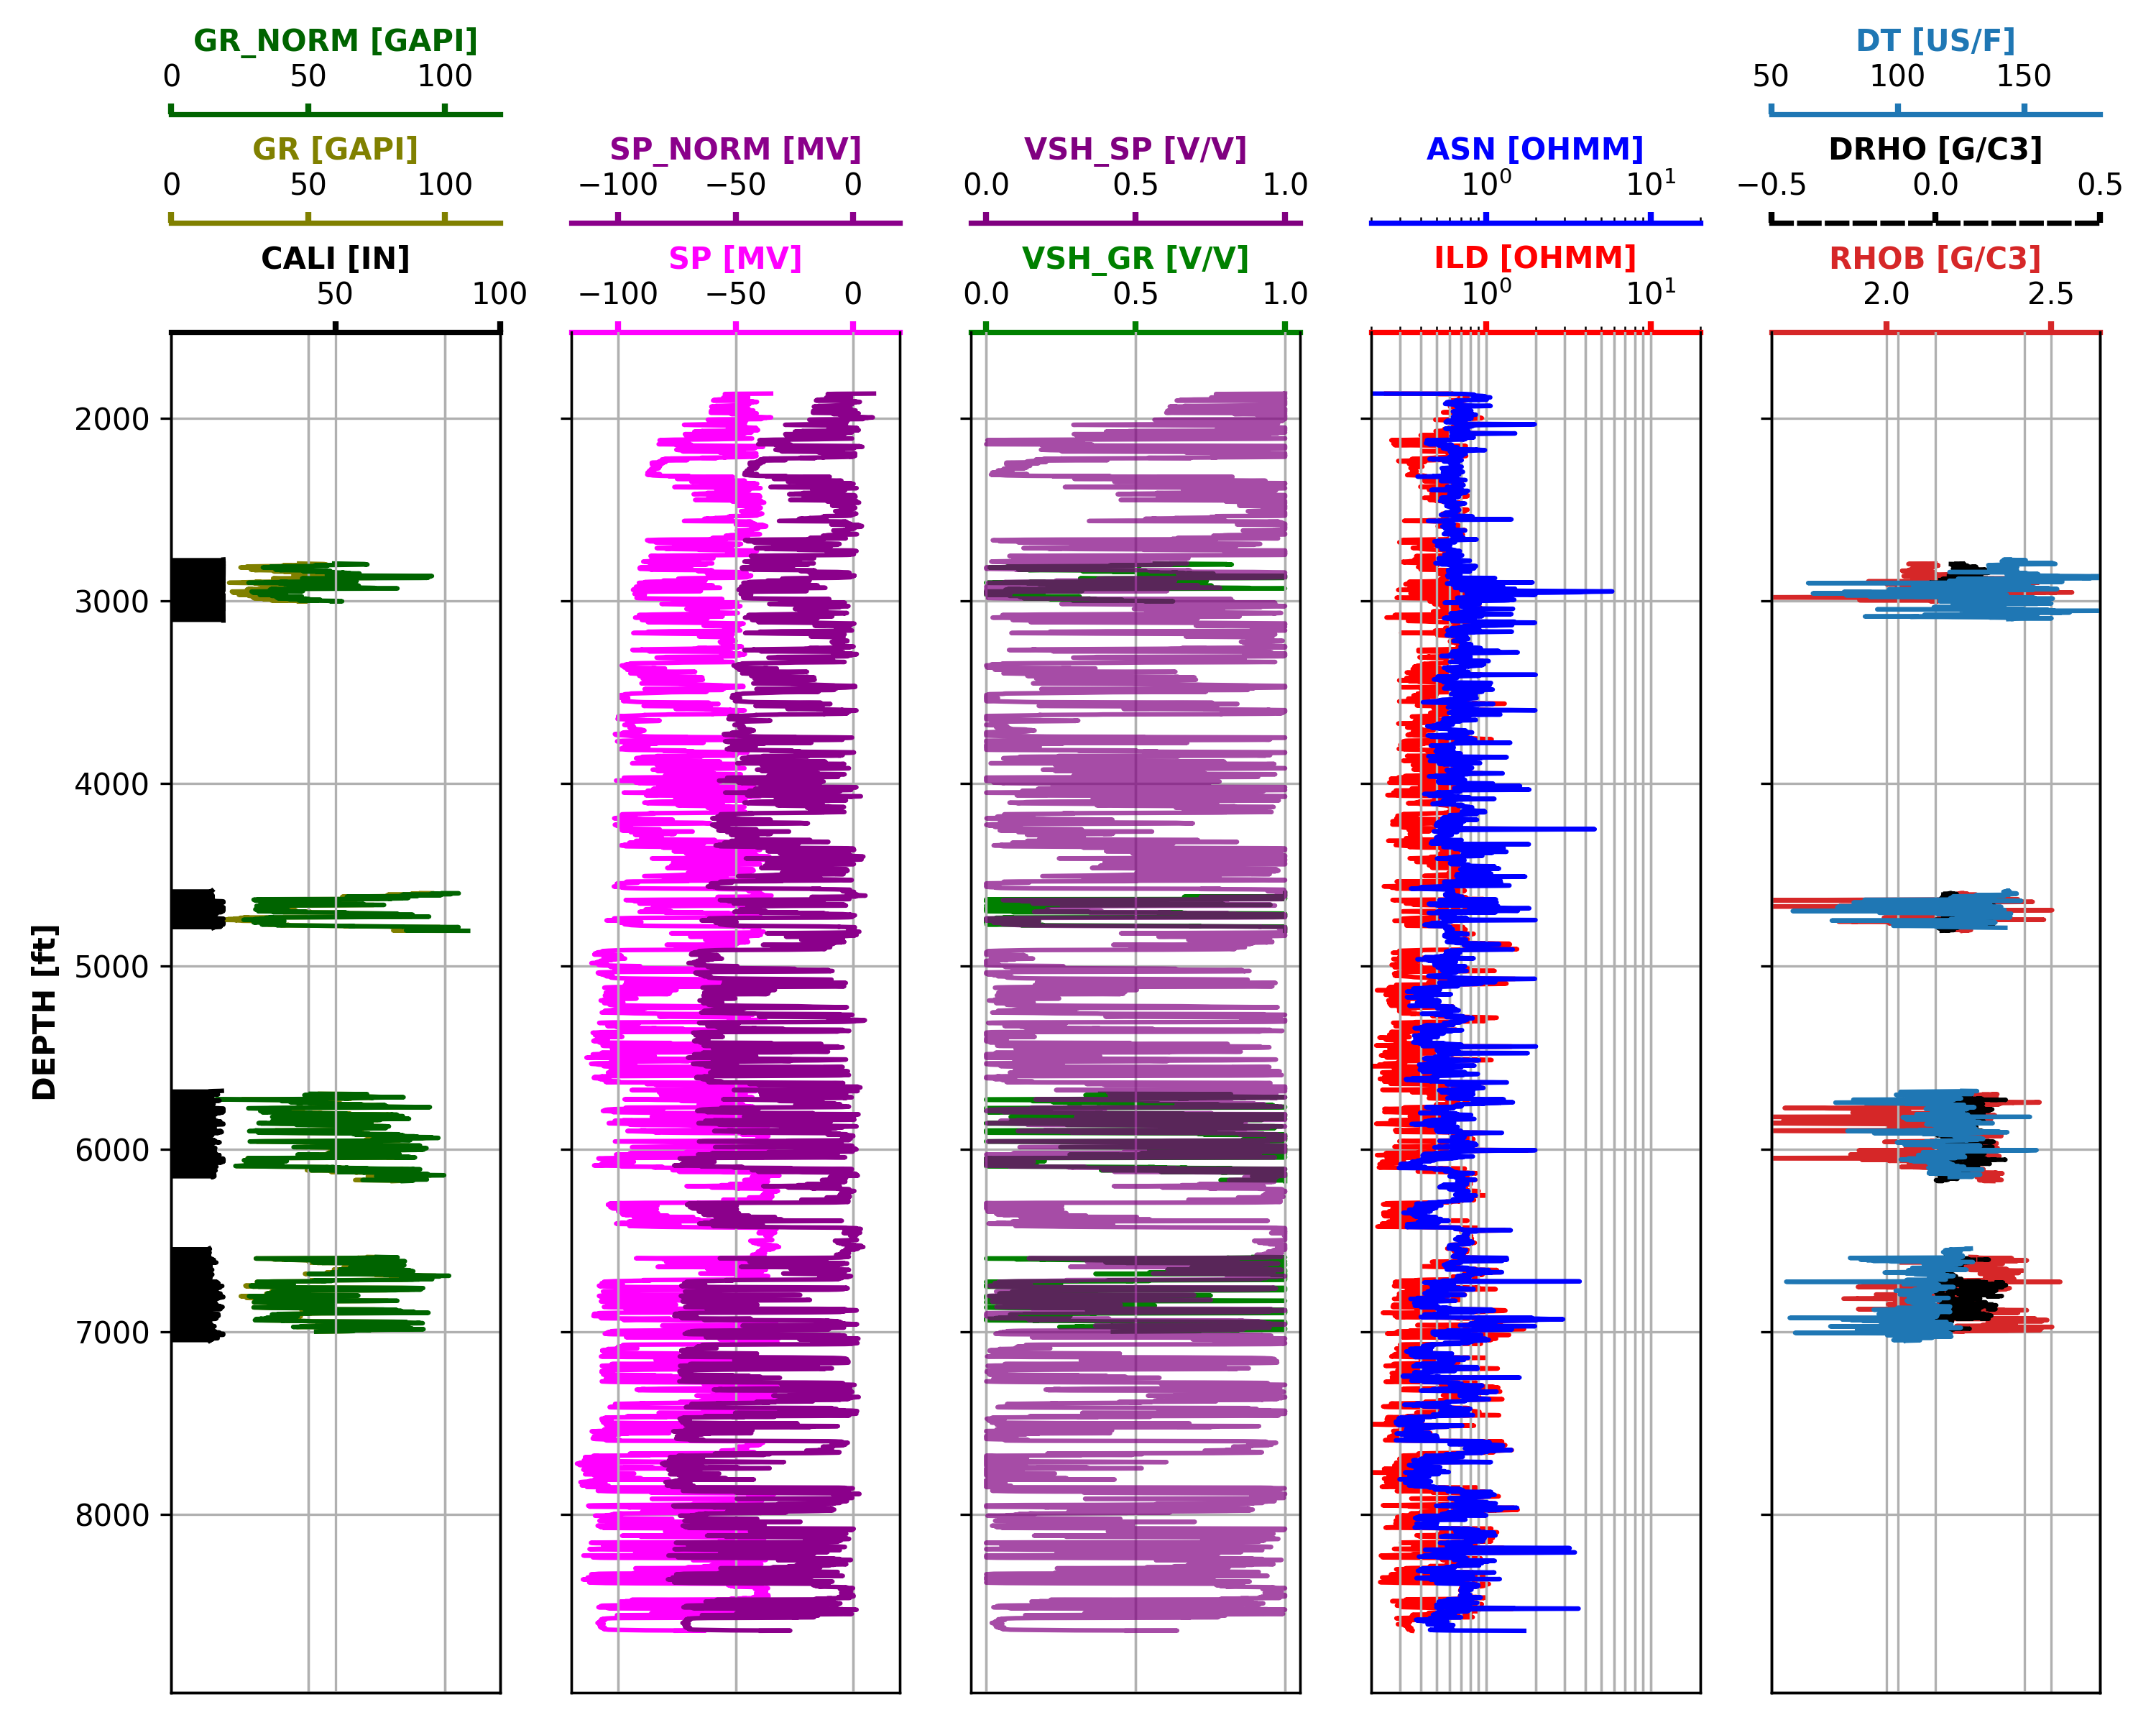 GR_NORM [GAPI]
0 50 100
GR [GAPI]
0 50 100
CALI [IN]
50 100
SP_NORM [MV]
−100 −50 0
SP [MV]
−100 −50 0
VSH_SP [V/V]
0.0 0.5 1.0
VSH_GR [V/V]
0.0 0.5 1.0
ASN [OHMM]
10⁰ 10¹
ILD [OHMM]
10⁰ 10¹
DT [US/F]
50 100 150
DRHO [G/C3]
−0.5 0.0 0.5
RHOB [G/C3]
2.0 2.5
DEPTH [ft]
2000
3000
4000
5000
6000
7000
8000